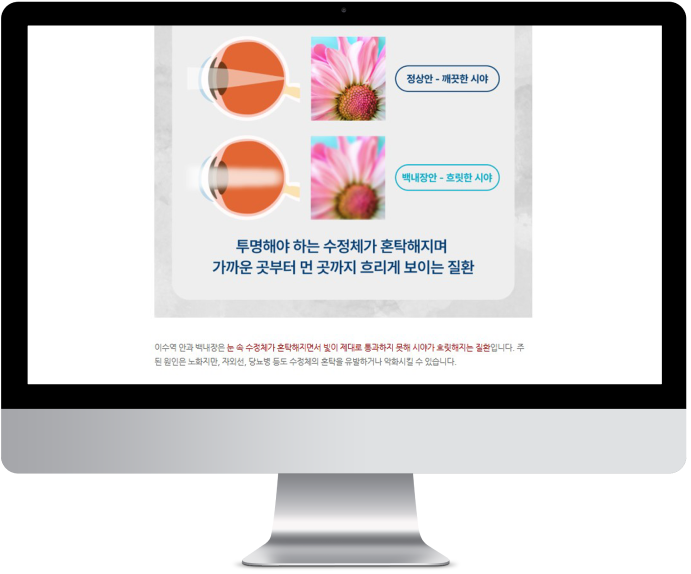 정상안 - 깨끗한 시야
백내장안 - 흐릿한 시야
투명해야 하는 수정체가 혼탁해지며
가까운 곳부터 먼 곳까지 흐리게 보이는 질환
이수역 안과 백내장은 눈 속 수정체가 혼탁해지면서 빛이 제대로 통과하지 못해 시야가 흐릿해지는 질환입니다. 주
된 원인은 노화지만, 자외선, 당뇨병 등도 수정체의 혼탁을 유발하거나 악화시킬 수 있습니다.